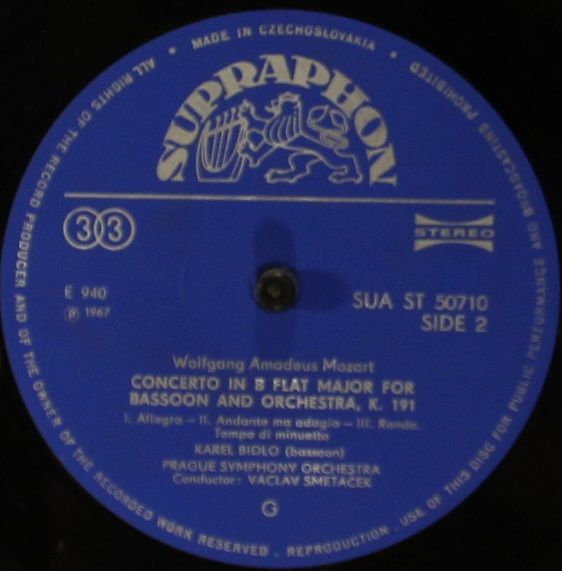 MADE IN CZECHOSLOVAKIA
ALL RIGHTS OF THE RECORD PRODUCER AND OF THE OWNER OF THE RECORDED WORK RESERVED . REPRODUCTION . USE OF THIS DISC FOR PUBLIC PERFORMANCE AND BROADCASTING PROHIBITED
SUPRAPHON
33
STEREO
E 940
SUA ST 50710
℗ 1967
SIDE 2
Wolfgang Amadeus Mozart
CONCERTO IN B FLAT MAJOR FOR
BASSOON AND ORCHESTRA, K. 191
I. Allegro – II. Andante ma adagio – III. Rondo.
Tempo di minuetto
KAREL BIDLO (bassoon)
PRAGUE SYMPHONY ORCHESTRA
Conductor: VÁCLAV SMETÁČEK
G